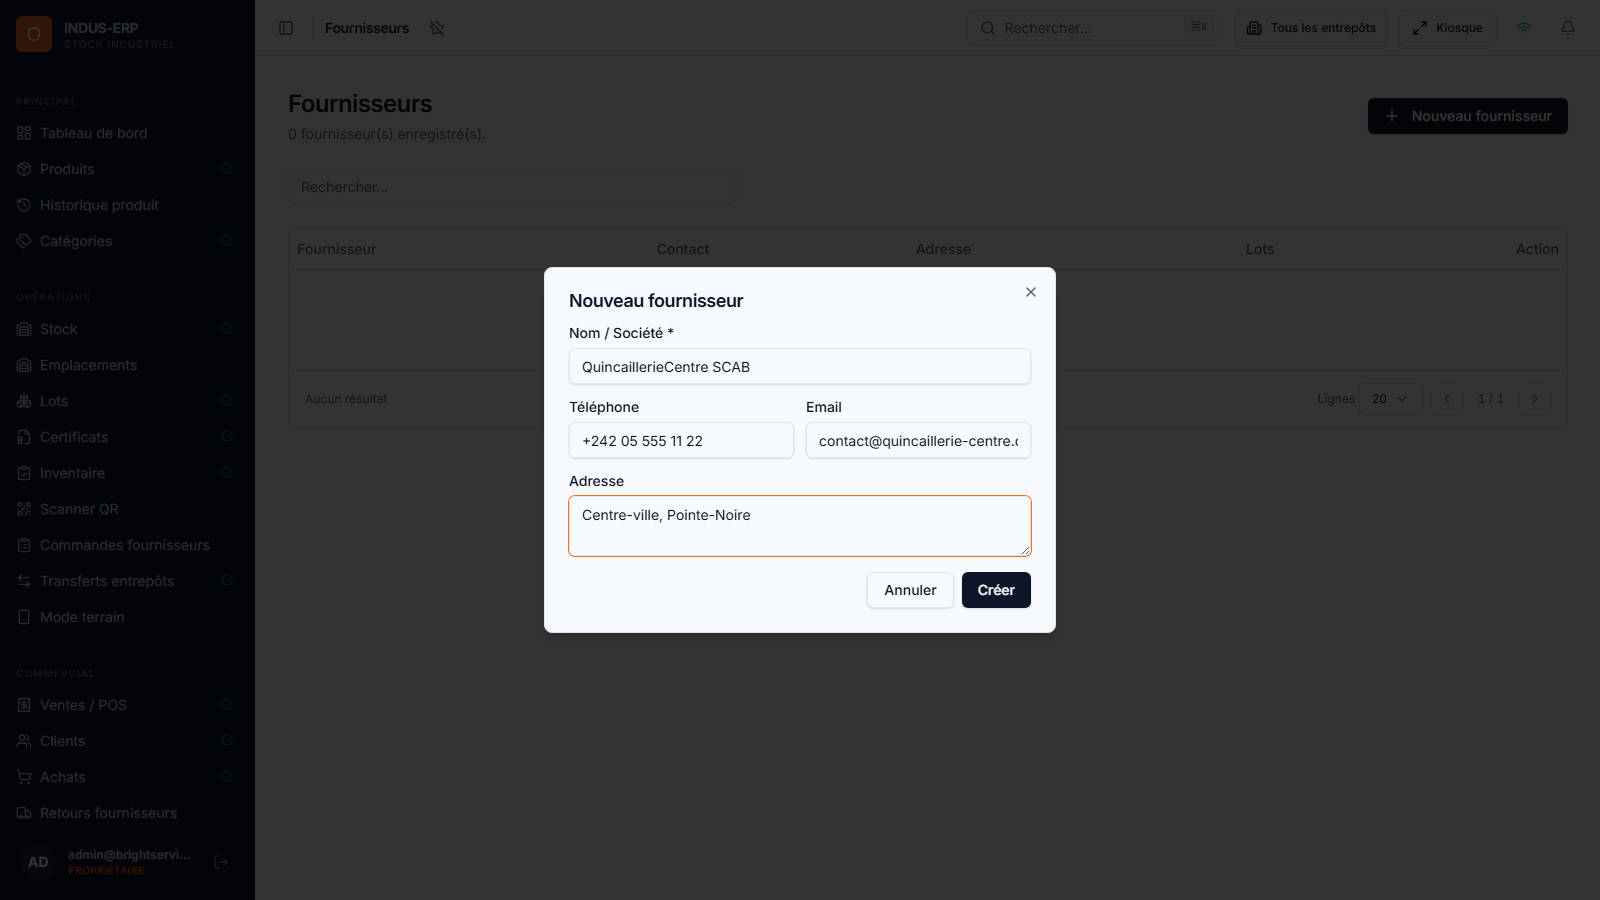 INDUS-ERP
STOCK INDUSTRIEL
PRINCIPAL
Tableau de bord
Produits
Historique produit
Catégories
OPÉRATIONS
Stock
Emplacements
Lots
Certificats
Inventaire
Scanner QR
Commandes fournisseurs
Transferts entrepôts
Mode terrain
COMMERCIAL
Ventes / POS
Clients
Achats
Retours fournisseurs
AD
admin@brightservi...
PROPRIÉTAIRE
Fournisseurs
Rechercher...
⌘K
Tous les entrepôts
Kiosque
Fournisseurs
0 fournisseur(s) enregistré(s).
Nouveau fournisseur
Rechercher...
Fournisseur Contact Adresse Lots Action
Aucun résultat
Lignes 20 1 / 1
Nouveau fournisseur
Nom / Société *
QuincaillerieCentre SCAB
Téléphone Email
+242 05 555 11 22 contact@quincaillerie-centre.c
Adresse
Centre-ville, Pointe-Noire
Annuler Créer